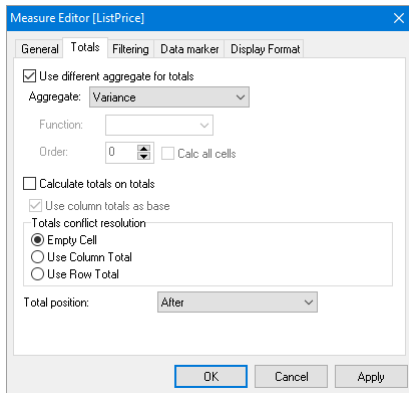 Measure Editor [ListPrice]
General Totals Filtering Data marker Display Format
Use different aggregate for totals
Aggregate: Variance
Function:
Order: 0 Calc all cells
Calculate totals on totals
Use column totals as base
Totals conflict resolution
Empty Cell
Use Column Total
Use Row Total
Total position: After
OK Cancel Apply